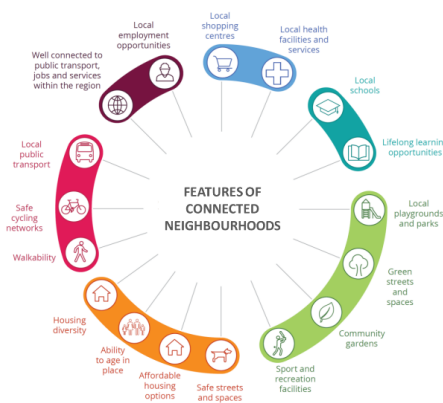 Local
shopping
centres
Local health
facilities and
services
Local
schools
Lifelong learnin
opportunities
Local
playgrounds
and parks
Green
streets
and
spaces
Community
gardens
Sport and
recreation
facilities
Safe streets
and spaces
Affordable
housing
options
Ability
to age in
place
Housing
diversity
Walkability
Safe
cycling
networks
Local
public
transport
Well connected to
public transport,
jobs and services
within the region
Local
employment
opportunities
FEATURES OF
CONNECTED
NEIGHBOURHOODS